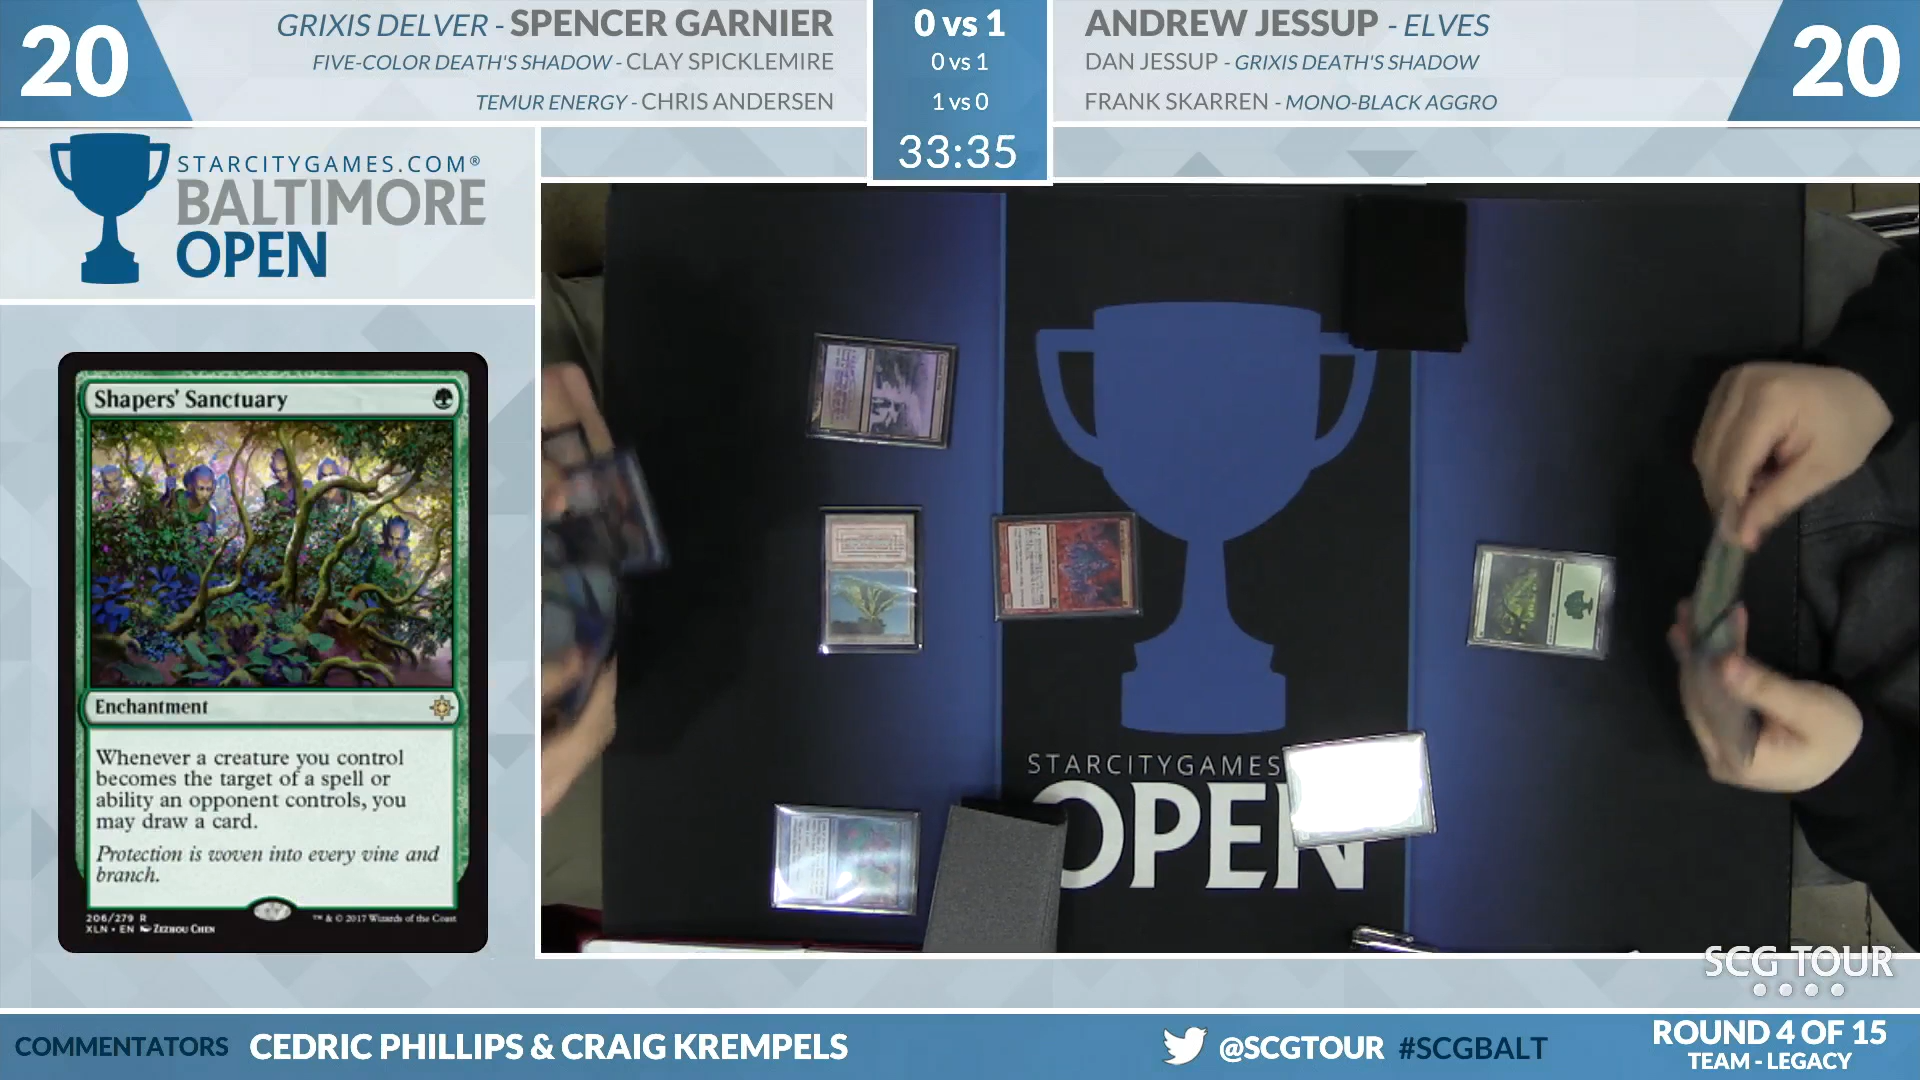 20
GRIXIS DELVER - SPENCER GARNIER
FIVE-COLOR DEATH'S SHADOW - CLAY SPICKLEMIRE
TEMUR ENERGY - CHRIS ANDERSEN
0 vs 1
0 vs 1
1 vs 0
33:35
ANDREW JESSUP - ELVES
DAN JESSUP - GRIXIS DEATH'S SHADOW
FRANK SKARREN - MONO-BLACK AGGRO
20
STARCITYGAMES.COM®
BALTIMORE
OPEN
Shapers' Sanctuary
Enchantment
Whenever a creature you control
becomes the target of a spell or
ability an opponent controls, you
may draw a card.
Protection is woven into every vine and
branch.
206/279 R
XLN • EN ZEZHOU CHEN
™ & © 2017 Wizards of the Coast
STARCITYGAMES
OPEN
SCG TOUR
COMMENTATORS CEDRIC PHILLIPS & CRAIG KREMPELS
@SCGTOUR #SCGBALT
ROUND 4 OF 15
TEAM - LEGACY